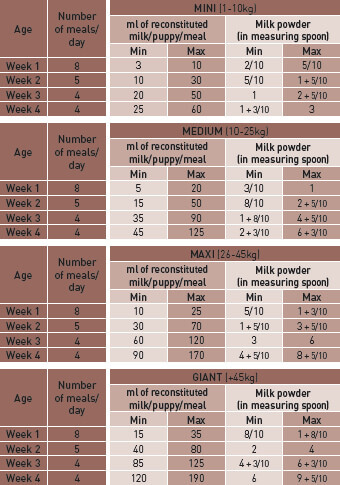 MINI (1-10kg)
Age Number of meals/ day ml of reconstituted milk/puppy/meal Milk powder (in measuring spoon)
Min Max Min Max
Week 1 8 3 10 2/10 5/10
Week 2 5 10 30 5/10 1 + 5/10
Week 3 4 20 50 1 2 + 5/10
Week 4 4 25 60 1 + 3/10 3
MEDIUM (10-25kg)
Age Number of meals/ day ml of reconstituted milk/puppy/meal Milk powder (in measuring spoon)
Min Max Min Max
Week 1 8 5 20 3/10 1
Week 2 5 15 50 8/10 2 + 5/10
Week 3 4 35 90 1 + 8/10 4 + 5/10
Week 4 4 45 125 2 + 3/10 6 + 3/10
MAXI (26-45kg)
Age Number of meals/ day ml of reconstituted milk/puppy/meal Milk powder (in measuring spoon)
Min Max Min Max
Week 1 8 10 25 5/10 1 + 3/10
Week 2 5 30 70 1 + 5/10 3 + 5/10
Week 3 4 60 120 3 6
Week 4 4 90 170 4 + 5/10 8 + 5/10
GIANT (+45kg)
Age Number of meals/ day ml of reconstituted milk/puppy/meal Milk powder (in measuring spoon)
Min Max Min Max
Week 1 8 15 35 8/10 1 + 8/10
Week 2 5 40 80 2 4
Week 3 4 85 125 4 + 3/10 6 + 3/10
Week 4 4 120 190 6 9 + 5/10